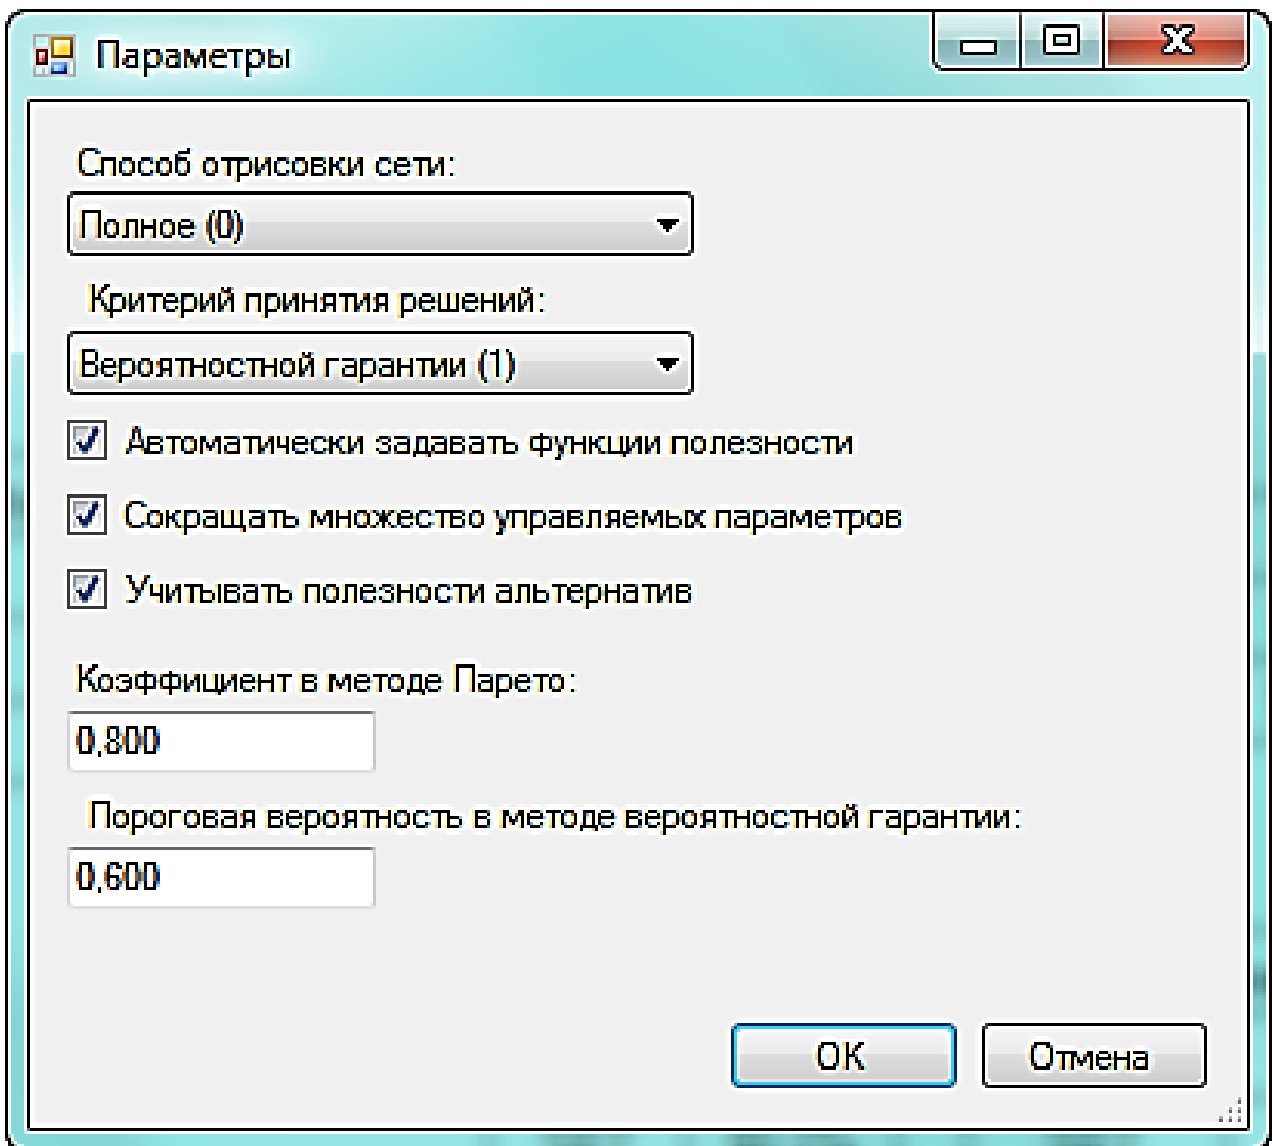 Параметры
Способ отрисовки сети:
Полное (0)
Критерий принятия решений:
Вероятностной гарантии (1)
Автоматически задавать функции полезности
Сокращать множество управляемых параметров
Учитывать полезности альтернатив
Коэффициент в методе Парето:
0,800
Пороговая вероятность в методе вероятностной гарантии:
0,600
ОК Отмена